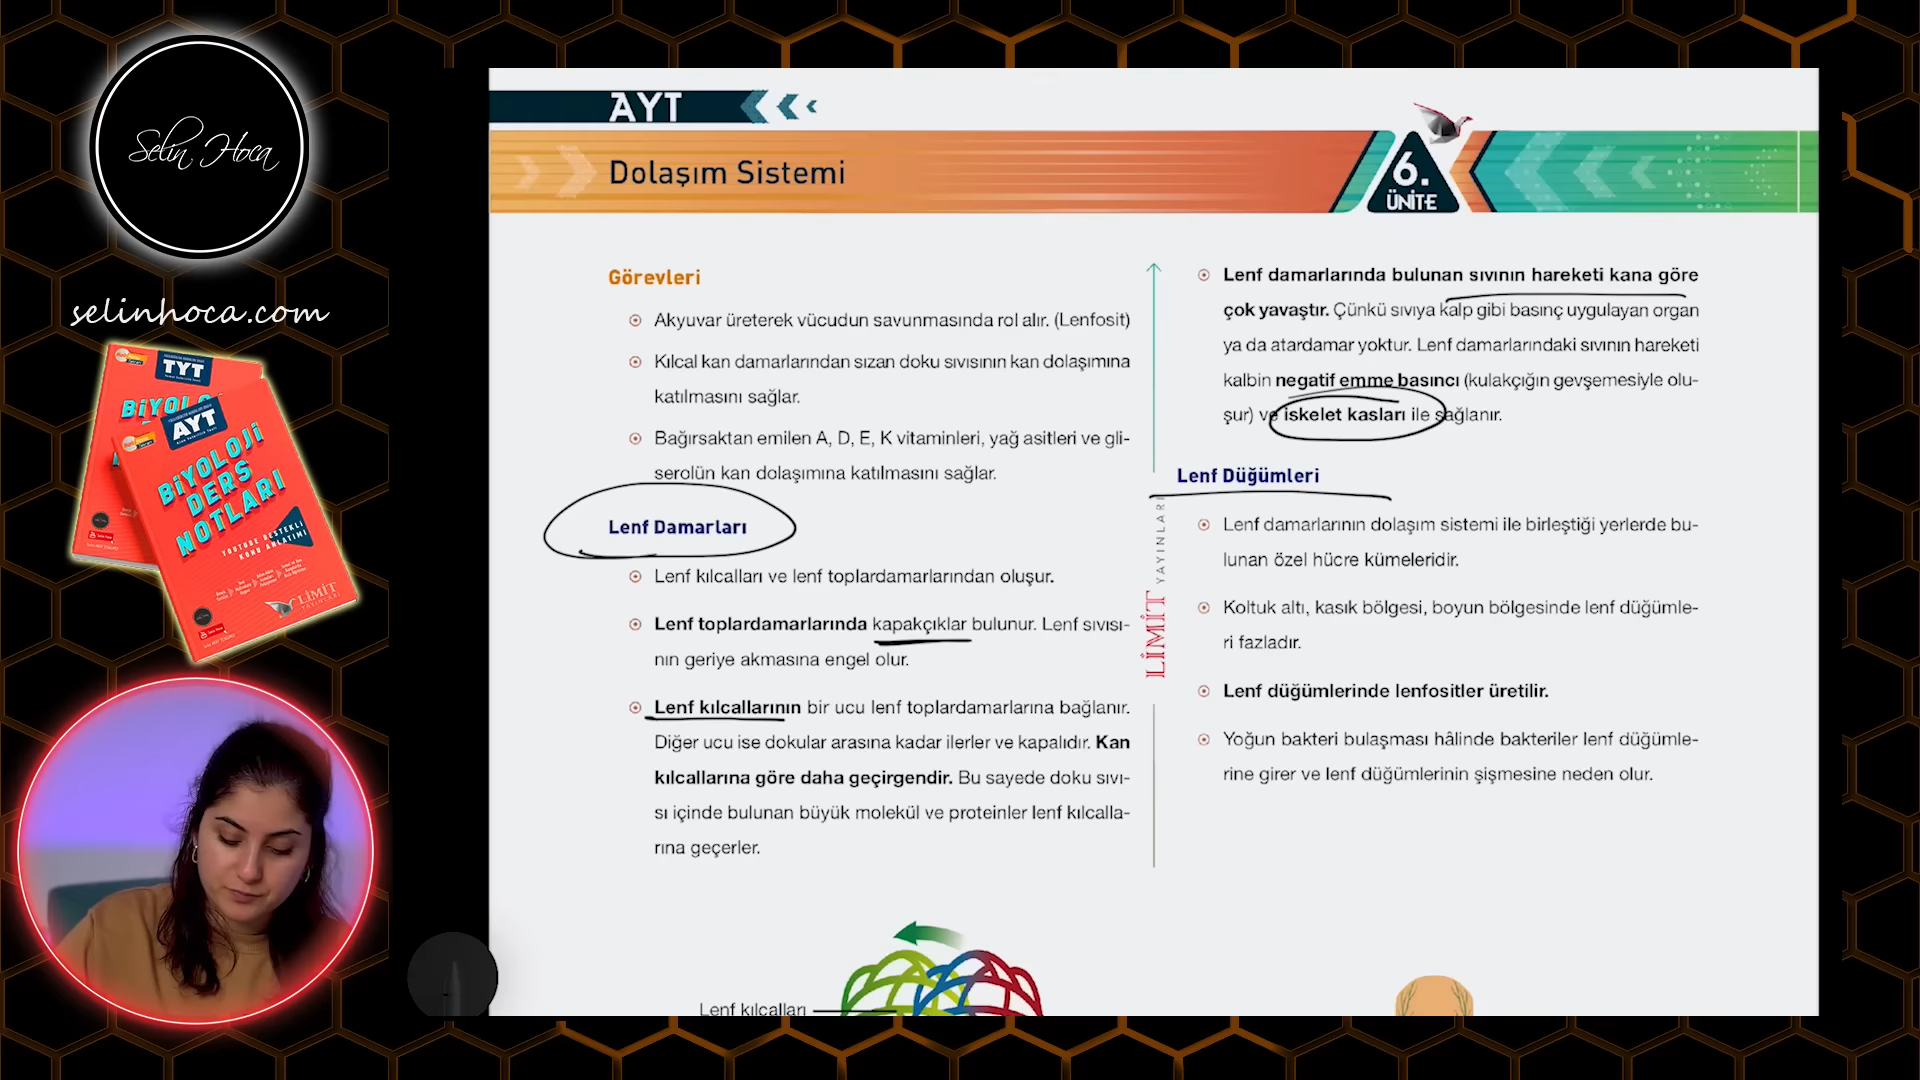 Selin Hoca
selinhoca.com
TYT
AYT
BİYOLOJİ
DERS
NOTLARI
YOUTUBE DESTEKLİ
KONU ANLATIMI
LİMİT
AYT
Dolaşım Sistemi
6.
ÜNİTE
Görevleri
Akyuvar üreterek vücudun savunmasında rol alır. (Lenfosit)
Kılcal kan damarlarından sızan doku sıvısının kan dolaşımına
katılmasını sağlar.
Bağırsaktan emilen A, D, E, K vitaminleri, yağ asitleri ve gli-
serolün kan dolaşımına katılmasını sağlar.
Lenf Damarları
Lenf kılcalları ve lenf toplardamarlarından oluşur.
Lenf toplardamarlarında kapakçıklar bulunur. Lenf sıvısı-
nın geriye akmasına engel olur.
Lenf kılcallarının bir ucu lenf toplardamarlarına bağlanır.
Diğer ucu ise dokular arasına kadar ilerler ve kapalıdır. Kan
kılcallarına göre daha geçirgendir. Bu sayede doku sıvı-
sı içinde bulunan büyük molekül ve proteinler lenf kılcalla-
rına geçerler.
Lenf kılcalları
LİMİT YAYINLARI
Lenf damarlarında bulunan sıvının hareketi kana göre
çok yavaştır. Çünkü sıvıya kalp gibi basınç uygulayan organ
ya da atardamar yoktur. Lenf damarlarındaki sıvının hareketi
kalbin negatif emme basıncı (kulakçığın gevşemesiyle olu-
şur) ve iskelet kasları ile sağlanır.
Lenf Düğümleri
Lenf damarlarının dolaşım sistemi ile birleştiği yerlerde bu-
lunan özel hücre kümeleridir.
Koltuk altı, kasık bölgesi, boyun bölgesinde lenf düğümle-
ri fazladır.
Lenf düğümlerinde lenfositler üretilir.
Yoğun bakteri bulaşması hâlinde bakteriler lenf düğümle-
rine girer ve lenf düğümlerinin şişmesine neden olur.